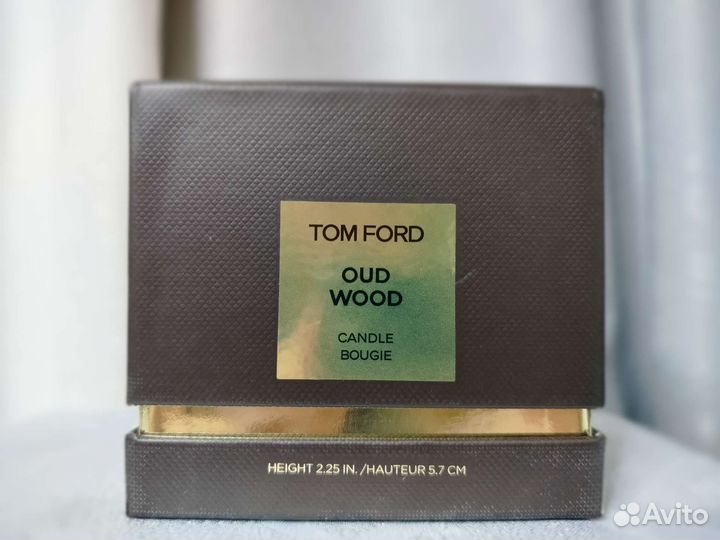 TOM FORD
OUD
WOOD
CANDLE
BOUGIE
HEIGHT 2.25 IN. /HAUTEUR 5.7 CM
Avito